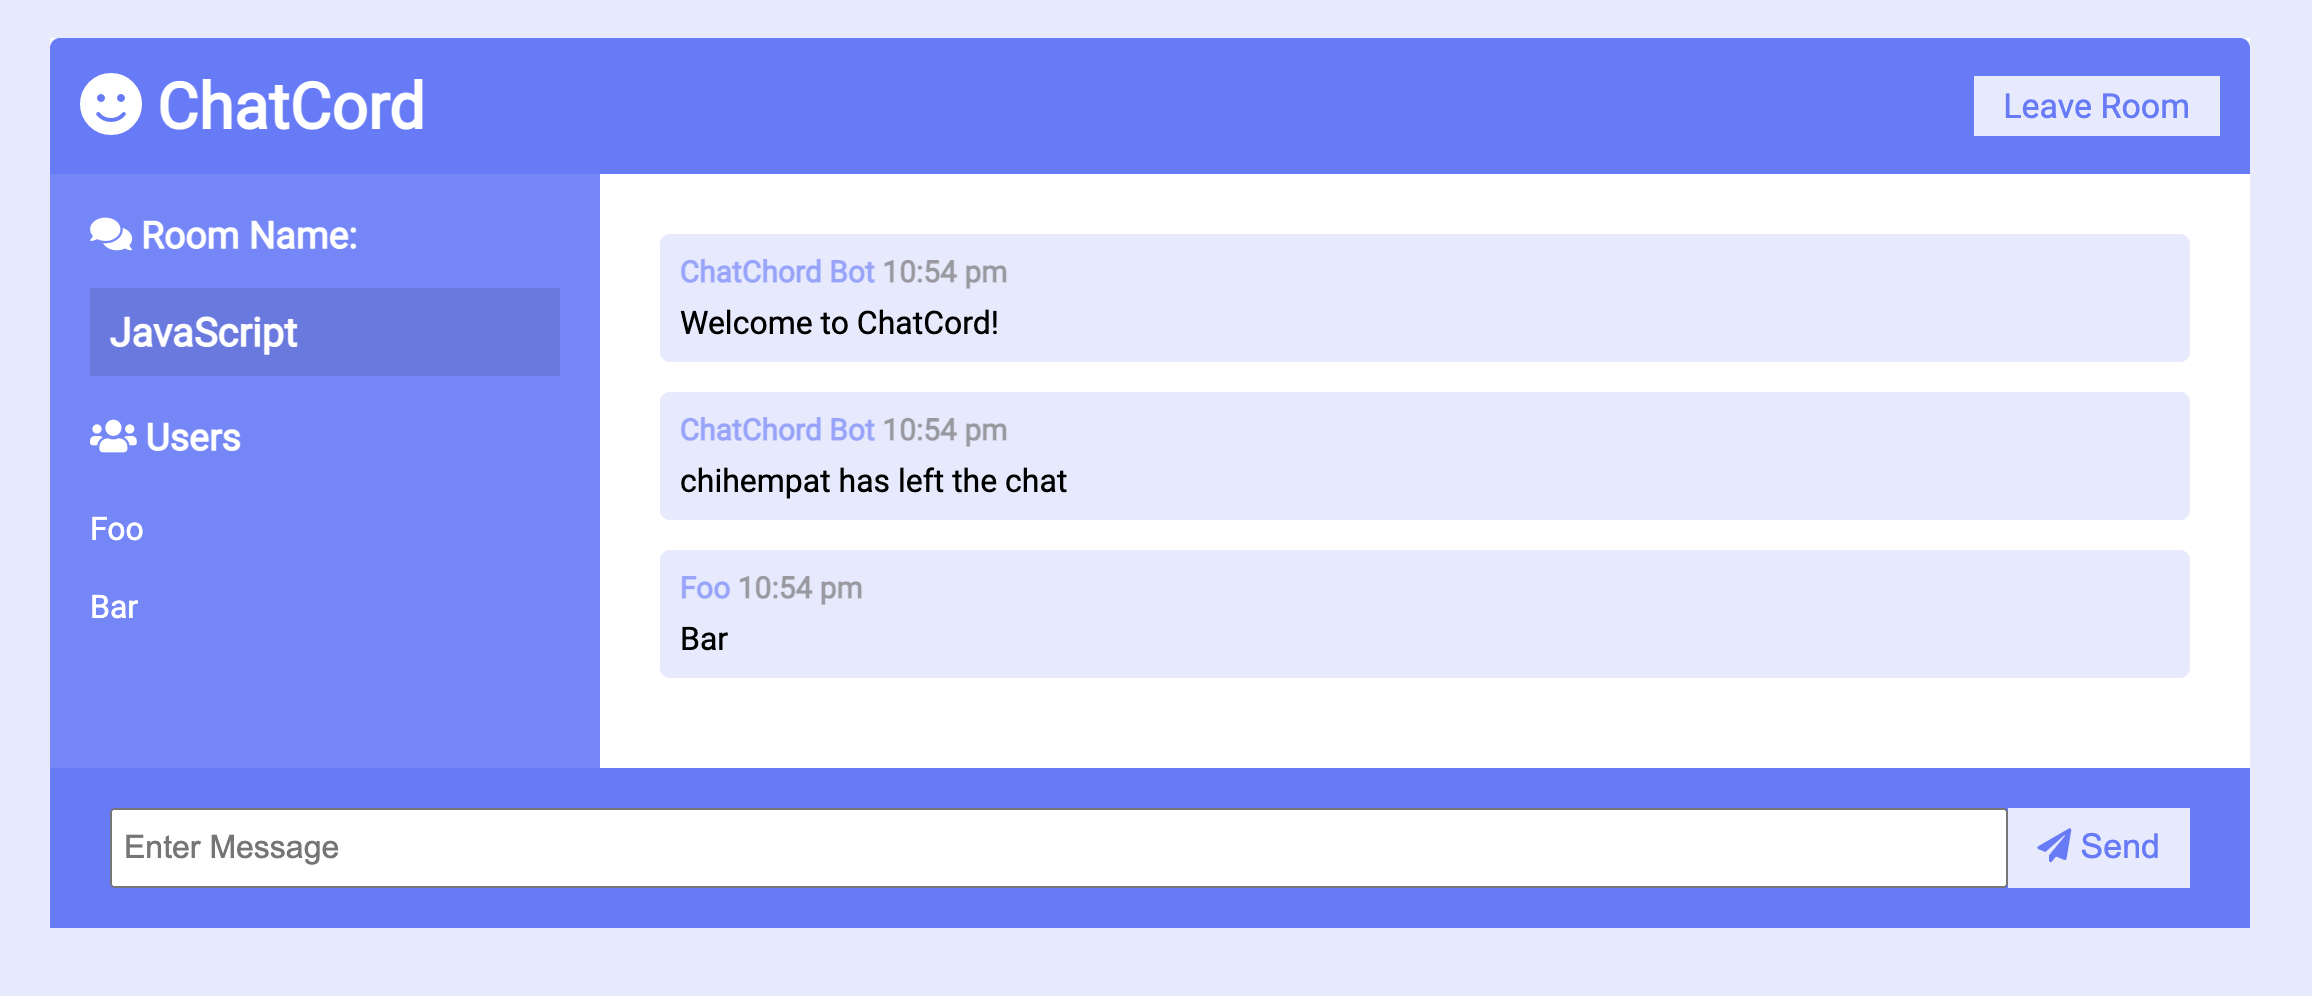 ChatCord
Leave Room
Room Name:
JavaScript
Users
Foo
Bar
ChatChord Bot 10:54 pm
Welcome to ChatCord!
ChatChord Bot 10:54 pm
chihempat has left the chat
Foo 10:54 pm
Bar
Enter Message
Send